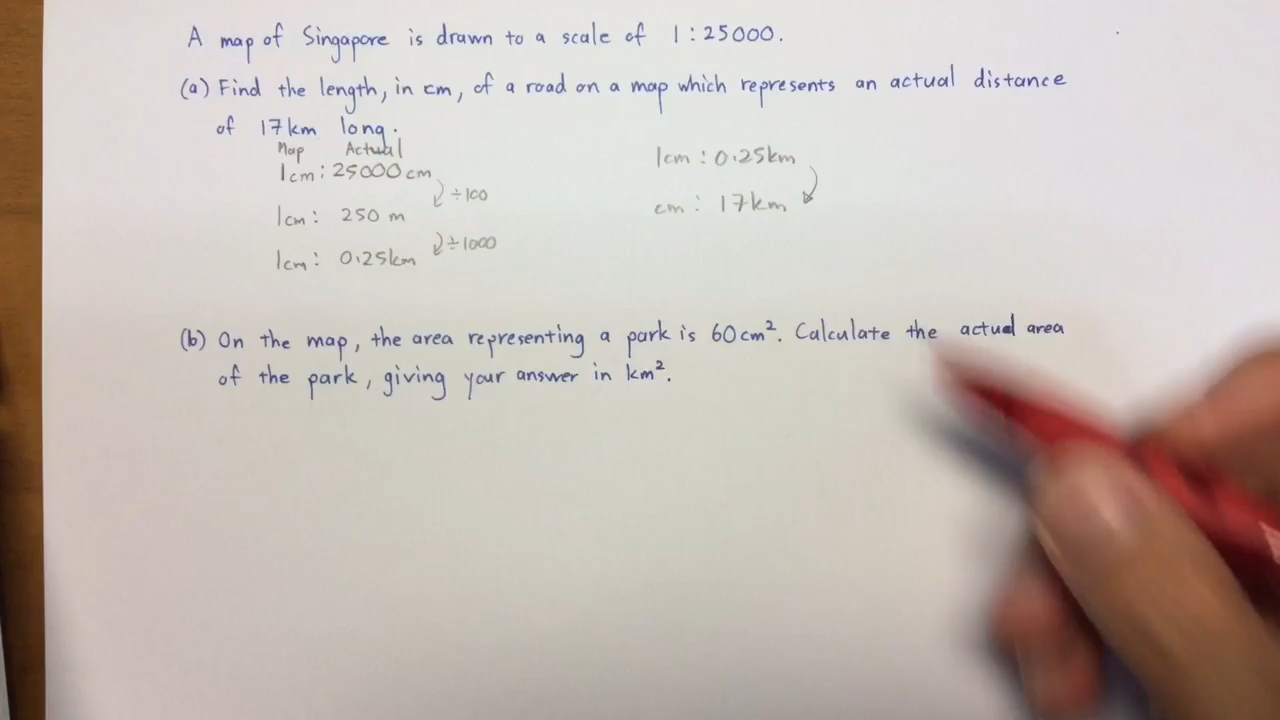 A map of Singapore is drawn to a scale of 1 : 25000.
(a) Find the length, in cm, of a road on a map which represents an actual distance
of 17km long.
Map Actual
1cm : 25000 cm
÷100
1cm : 250 m
÷1000
1cm : 0.25km
1cm : 0.25km
cm : 17km
(b) On the map, the area representing a park is 60cm². Calculate the actual area
of the park, giving your answer in km².